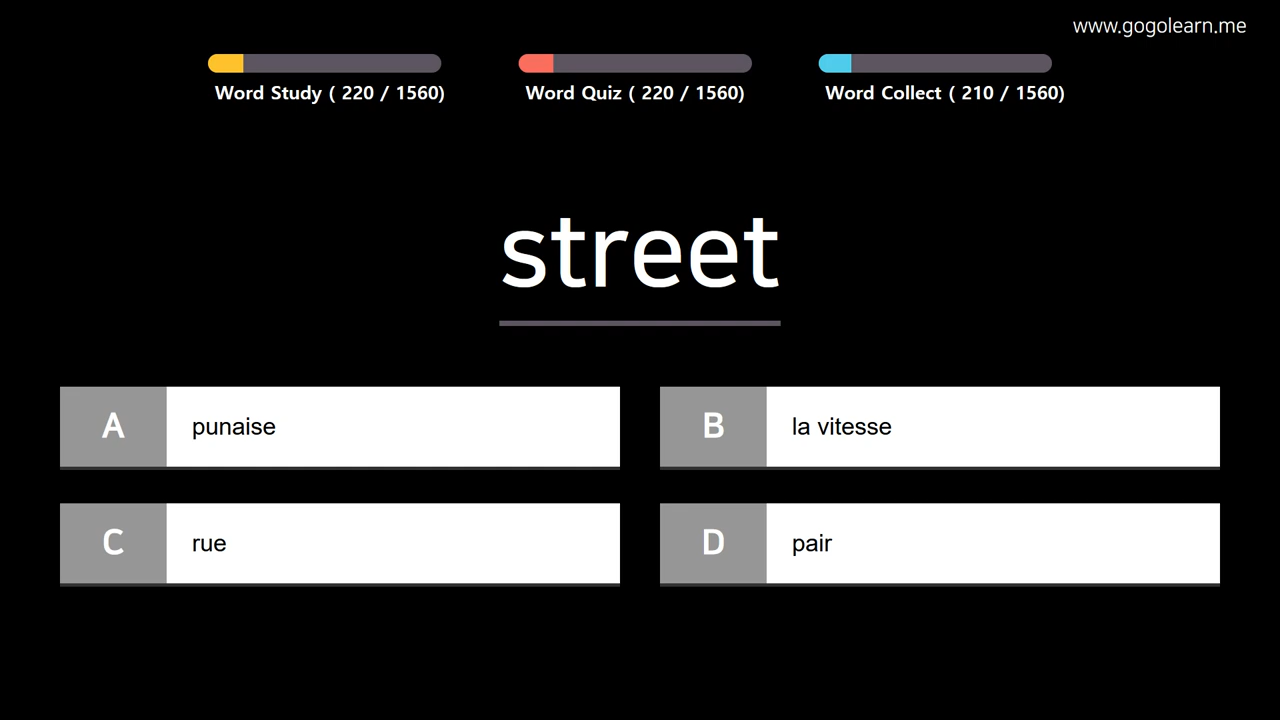 www.gogolearn.me
Word Study ( 220 / 1560)
Word Quiz ( 220 / 1560)
Word Collect ( 210 / 1560)
street
A punaise
B la vitesse
C rue
D pair